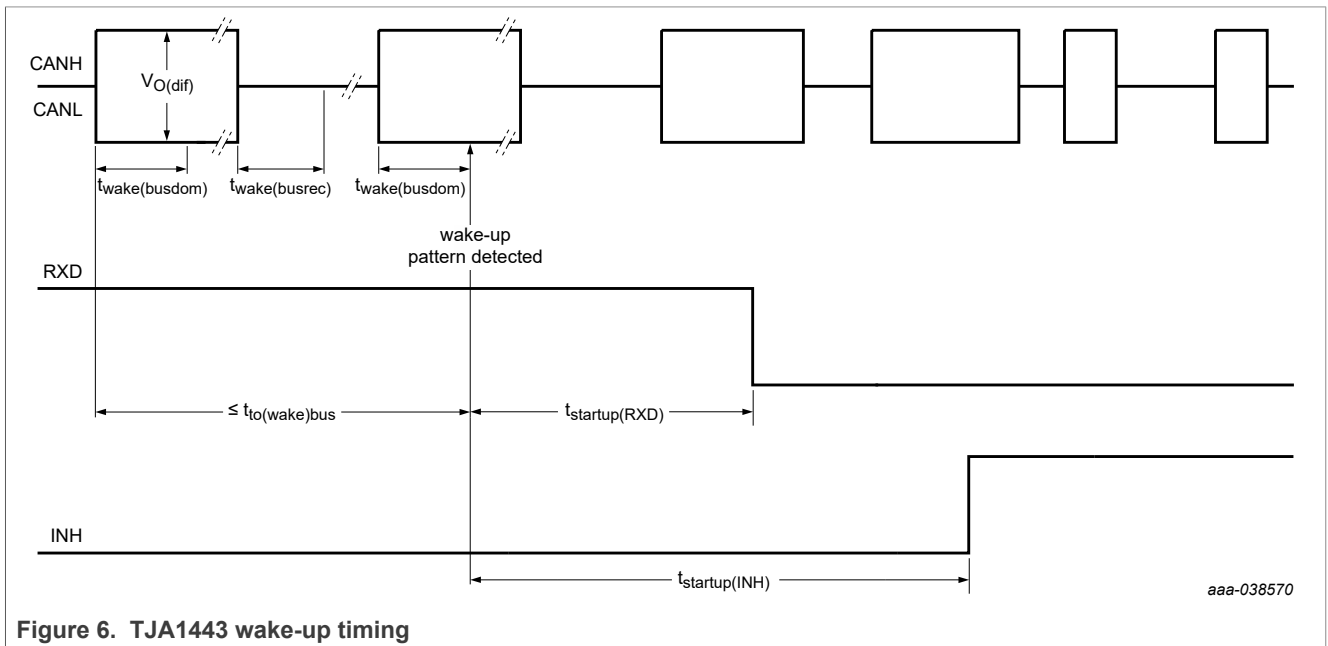 CANH
CANL
VO(dif)
twake(busdom)
twake(busrec)
twake(busdom)
wake-up
pattern detected
RXD
≤ tto(wake)bus
tstartup(RXD)
INH
tstartup(INH)
aaa-038570
Figure 6. TJA1443 wake-up timing